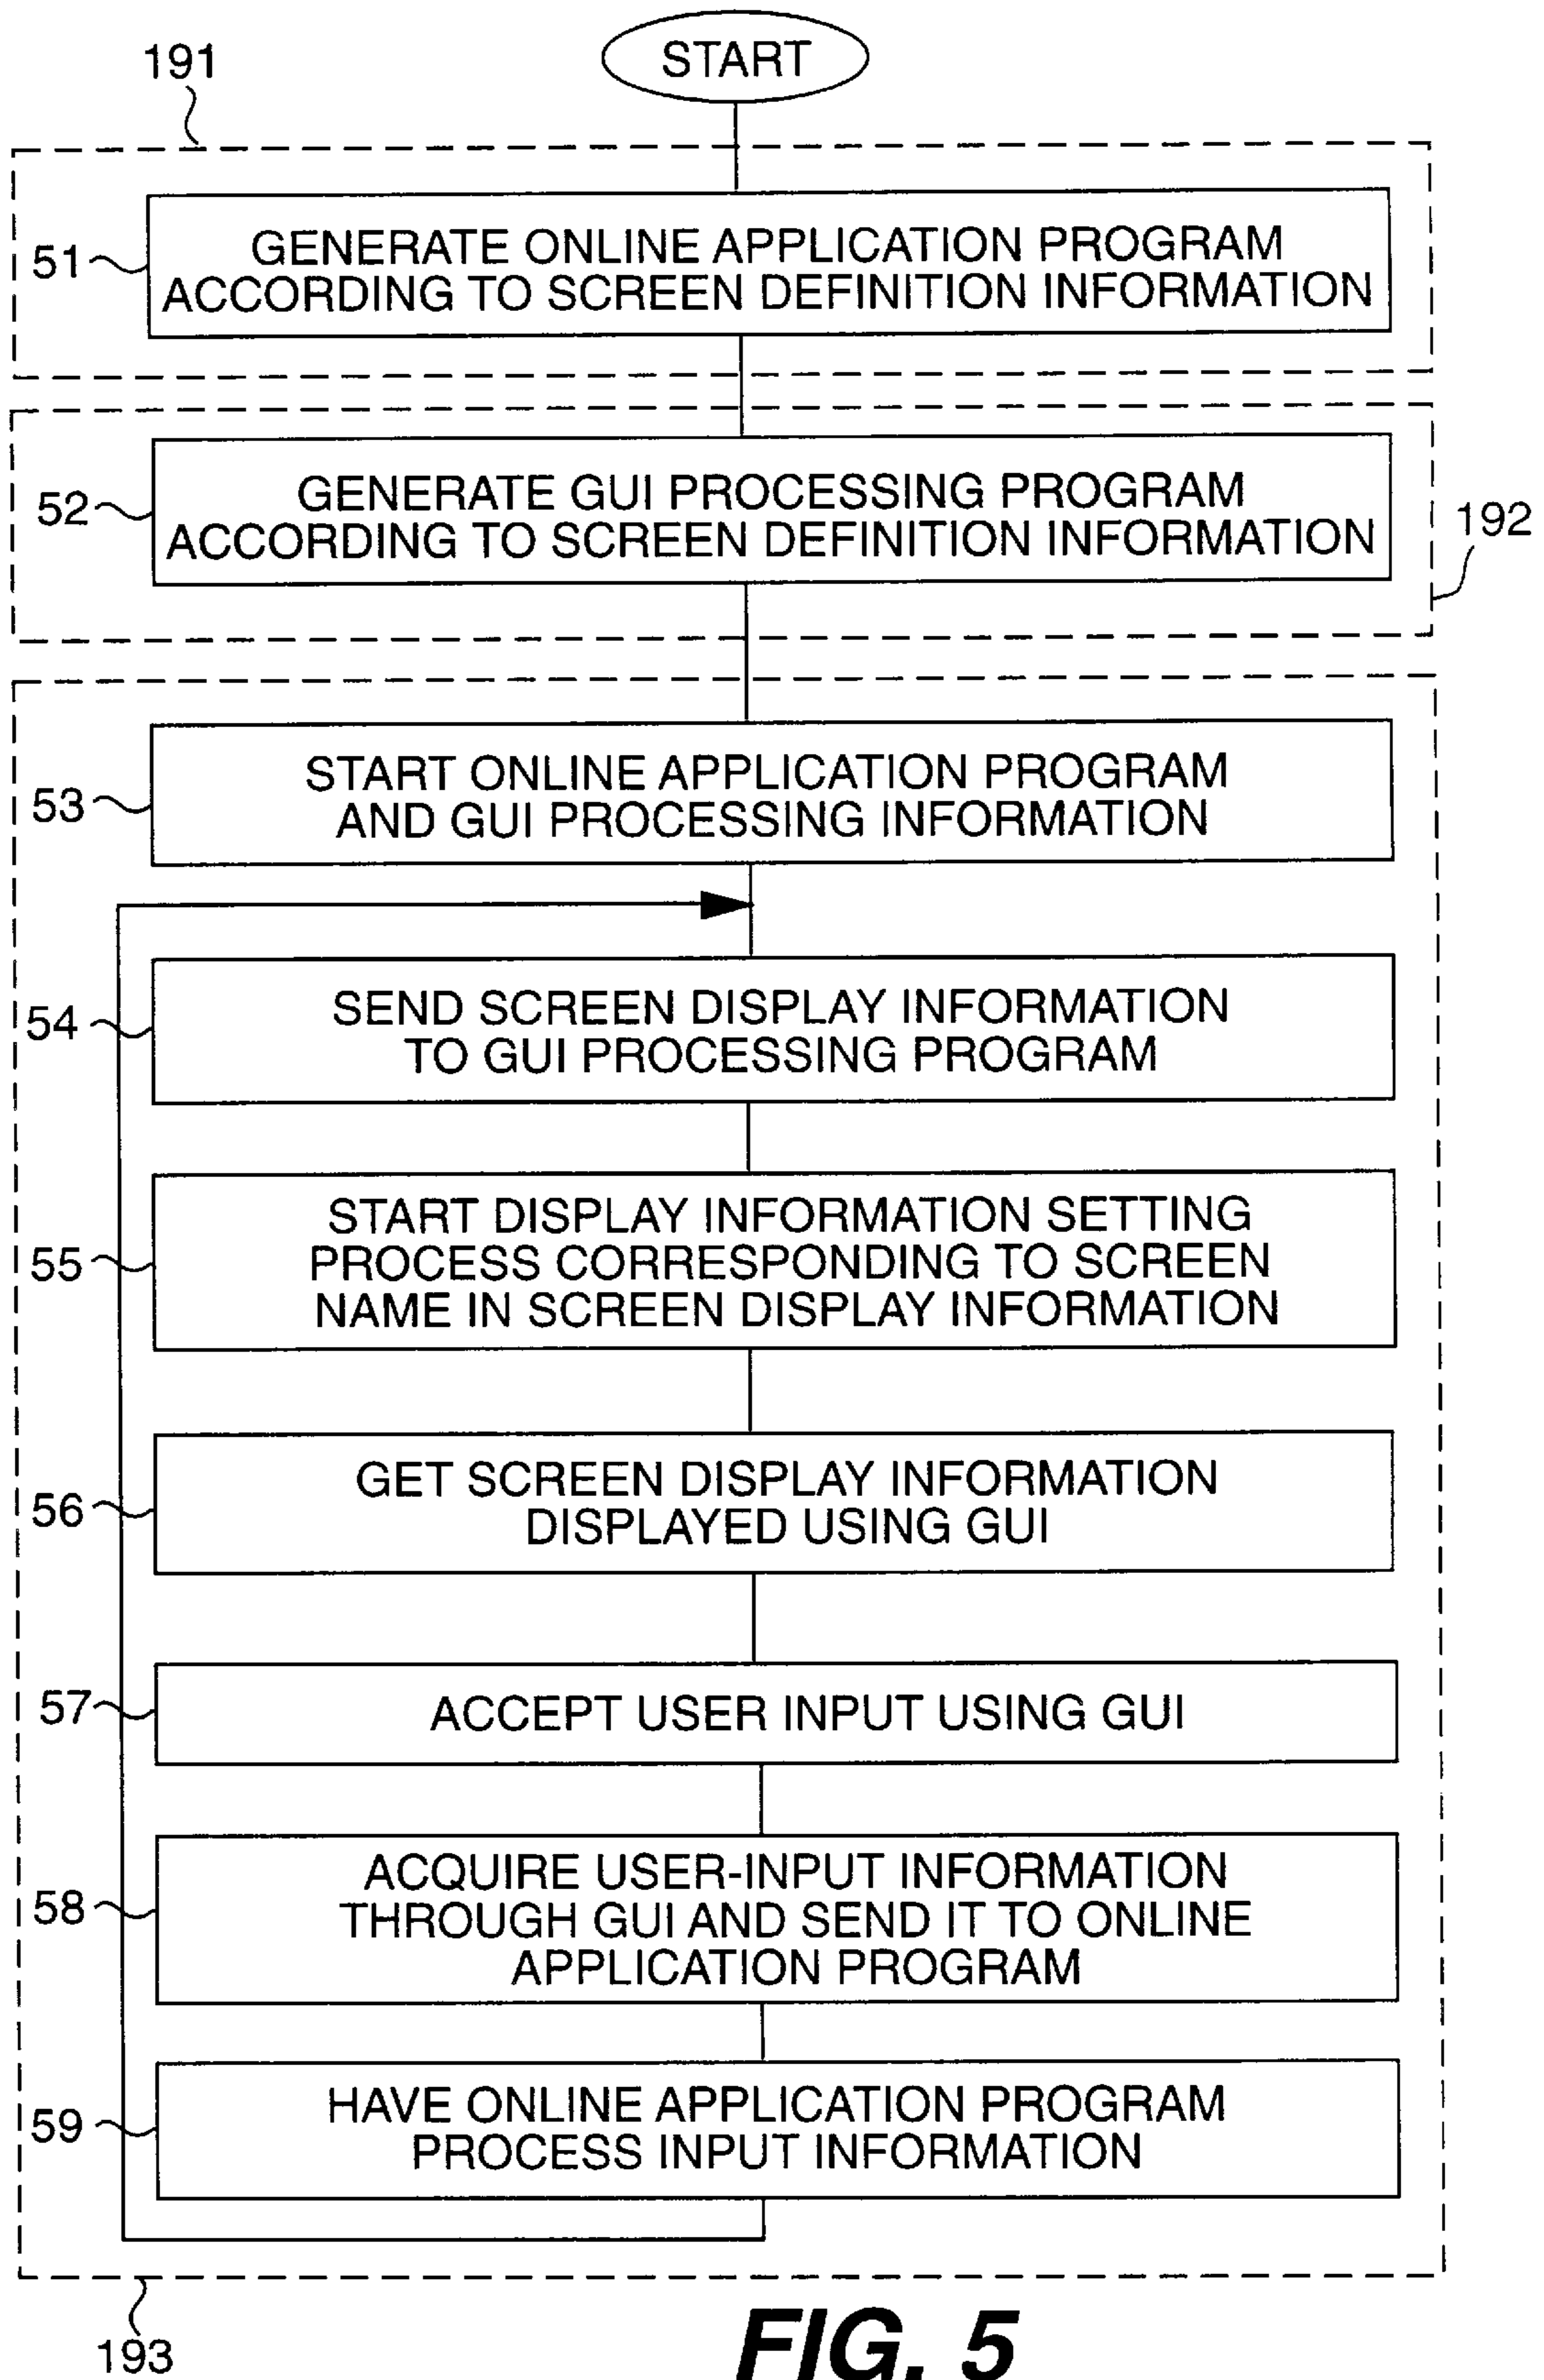 START
191
51
GENERATE ONLINE APPLICATION PROGRAM
ACCORDING TO SCREEN DEFINITION INFORMATION
52
GENERATE GUI PROCESSING PROGRAM
ACCORDING TO SCREEN DEFINITION INFORMATION
192
53
START ONLINE APPLICATION PROGRAM
AND GUI PROCESSING INFORMATION
54
SEND SCREEN DISPLAY INFORMATION
TO GUI PROCESSING PROGRAM
55
START DISPLAY INFORMATION SETTING
PROCESS CORRESPONDING TO SCREEN
NAME IN SCREEN DISPLAY INFORMATION
56
GET SCREEN DISPLAY INFORMATION
DISPLAYED USING GUI
57
ACCEPT USER INPUT USING GUI
58
ACQUIRE USER-INPUT INFORMATION
THROUGH GUI AND SEND IT TO ONLINE
APPLICATION PROGRAM
59
HAVE ONLINE APPLICATION PROGRAM
PROCESS INPUT INFORMATION
193
FIG. 5